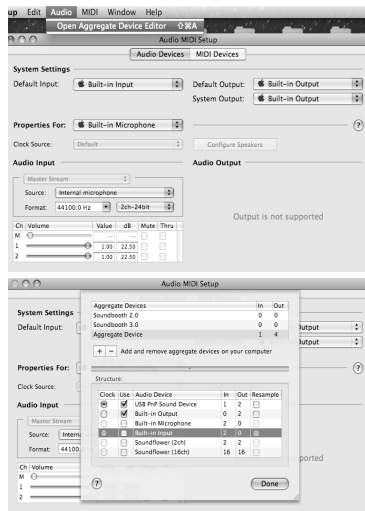 up Edit Audio MIDI Window Help
Open Aggregate Device Editor ⇧⌘A
Audio MIDI Setup
Audio Devices MIDI Devices
System Settings
Default Input: Built-in Input Default Output: Built-in Output
System Output: Built-in Output
Properties For: Built-in Microphone ?
Clock Source: Default Configure Speakers
Audio Input Audio Output
Master Stream
Source: Internal microphone
Format: 44100.0 Hz 2ch-24bit
Output is not supported
Ch Volume Value dB Mute Thru
M
1 1.00 22.50
2 1.00 22.50
Audio MIDI Setup
Aggregate Devices In Out
Soundbooth 2.0 0 0
Soundbooth 3.0 0 0
Aggregate Device 1 4
+ - Add and remove aggregate devices on your computer
System Settings
Default Input: Output
Output
Properties For: ?
Clock Source:
Structure:
Clock Use Audio Device In Out Resample
USB PnP Sound Device 1 2
Built-in Output 0 2
Built-in Microphone 2 0
Built-in Input 2 0
Soundflower (2ch) 2 2
Soundflower (16ch) 16 16
Audio Input
Master Stream
Source: Interna
Format: 44100.
ported
Ch Volume
M
1
2
? Done